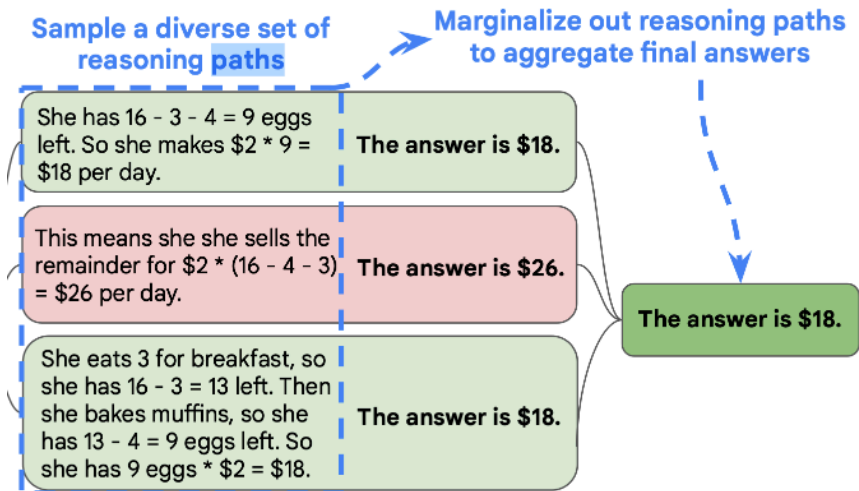 Sample a diverse set of
reasoning paths
Marginalize out reasoning paths
to aggregate final answers
She has 16 - 3 - 4 = 9 eggs
left. So she makes $2 * 9 =
$18 per day.
The answer is $18.
This means she she sells the
remainder for $2 * (16 - 4 - 3)
= $26 per day.
The answer is $26.
She eats 3 for breakfast, so
she has 16 - 3 = 13 left. Then
she bakes muffins, so she
has 13 - 4 = 9 eggs left. So
she has 9 eggs * $2 = $18.
The answer is $18.
The answer is $18.